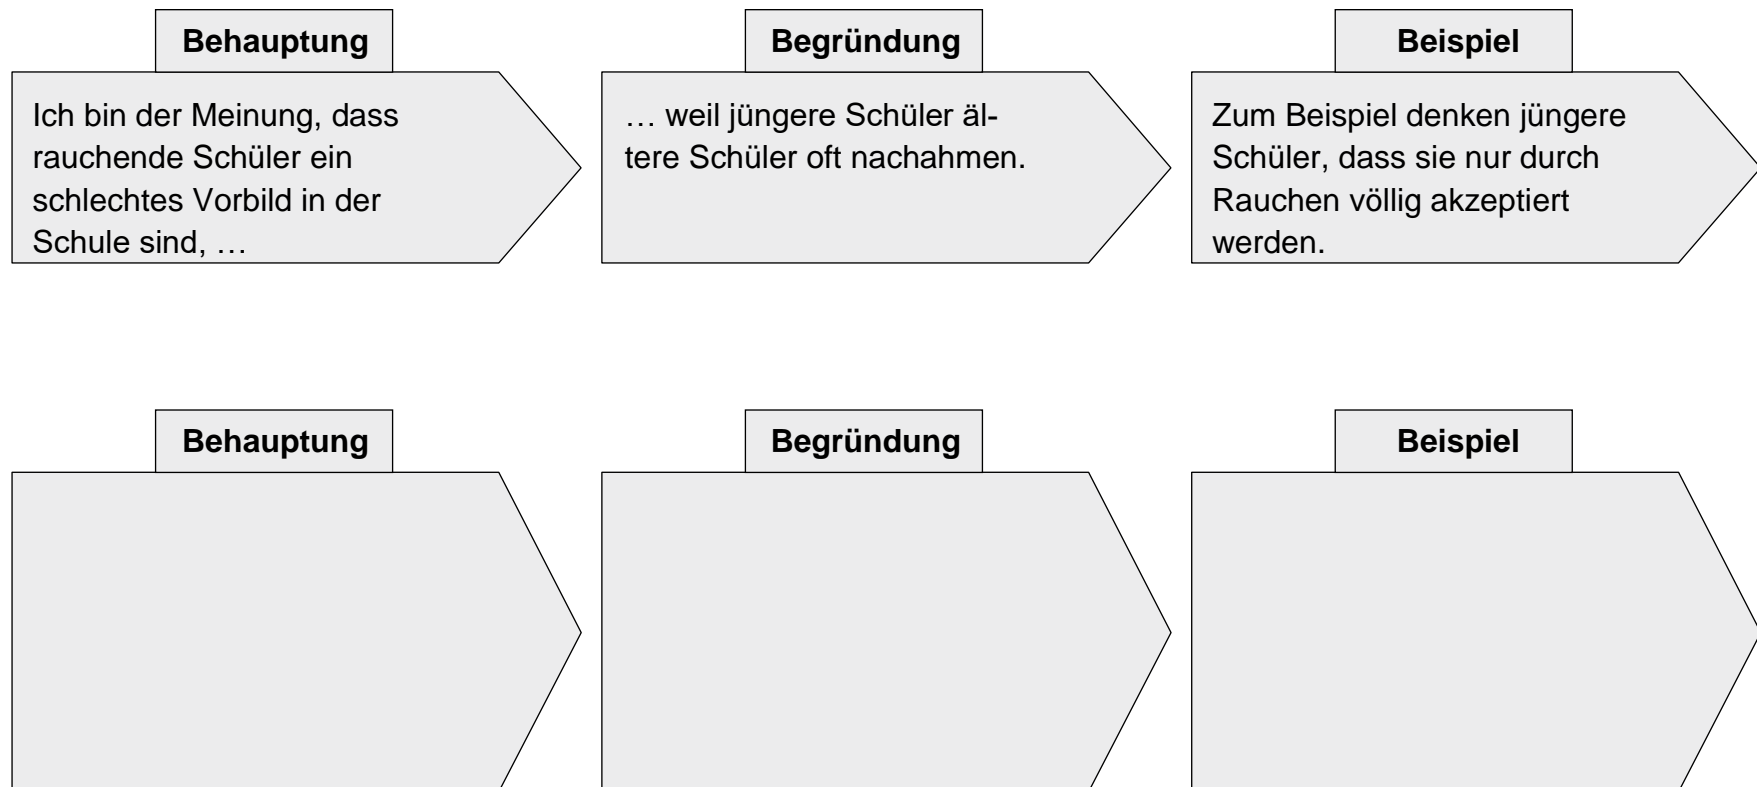 Behauptung
Ich bin der Meinung, dass
rauchende Schüler ein
schlechtes Vorbild in der
Schule sind, …
Begründung
… weil jüngere Schüler äl-
tere Schüler oft nachahmen.
Beispiel
Zum Beispiel denken jüngere
Schüler, dass sie nur durch
Rauchen völlig akzeptiert
werden.
Behauptung
Begründung
Beispiel